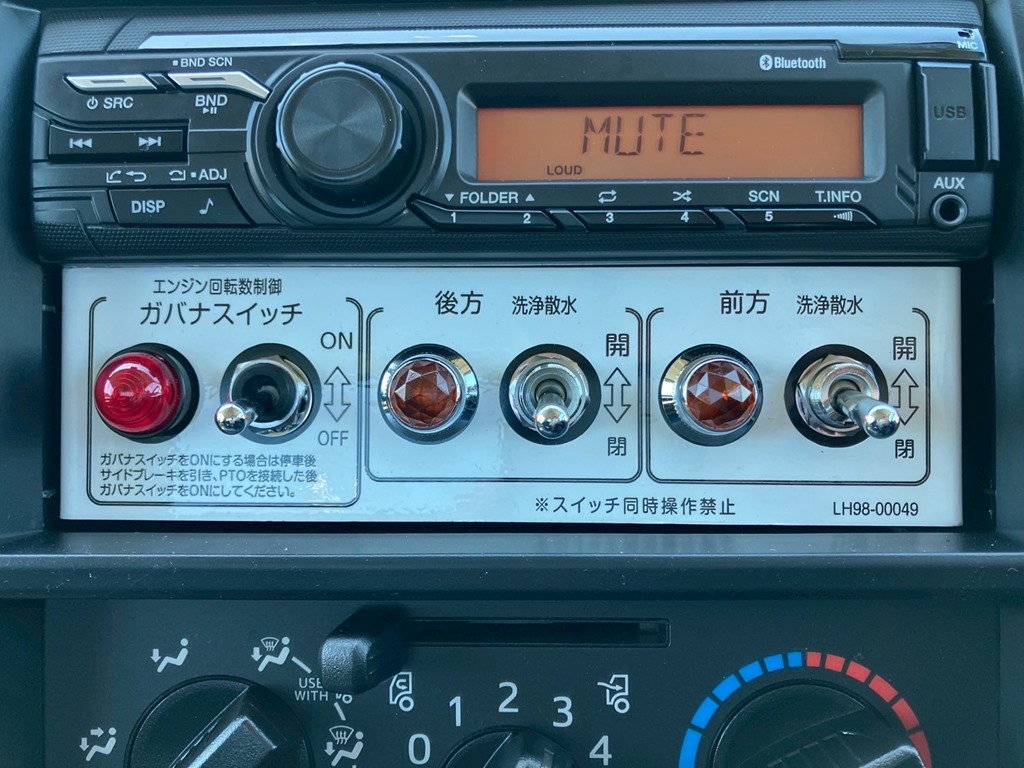 BND SCN
Bluetooth
MIC
SRC
BND
USB
MUTE
LOUD
ADJ
DISP
FOLDER
SCN
T.INFO
AUX
1 2 3 4 5
エンジン回転数制御
ガバナスイッチ
ON
OFF
ガバナスイッチをONにする場合は停車後
サイドブレーキを引き、PTOを接続した後
ガバナスイッチをONにしてください。
後方 洗浄散水
開
閉
前方 洗浄散水
開
閉
※スイッチ同時操作禁止
LH98-00049
USE
WITH
0 1 2 3 4